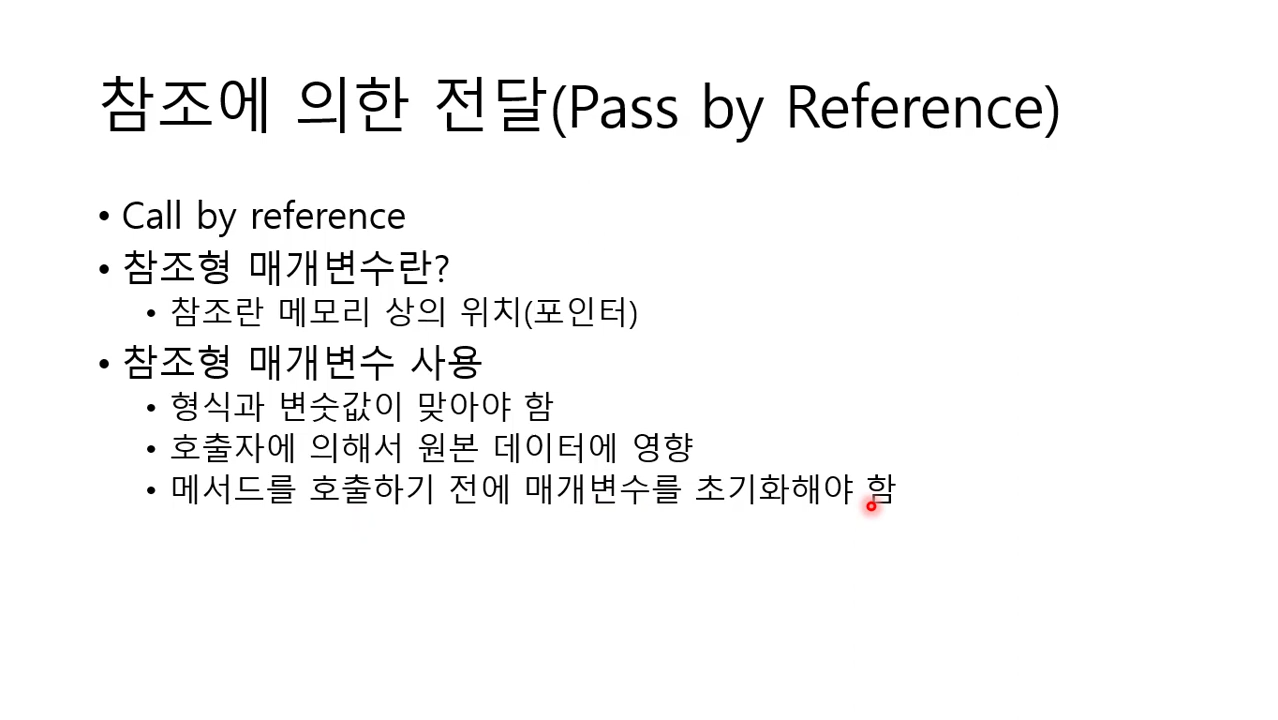 참조에 의한 전달(Pass by Reference)
• Call by reference
• 참조형 매개변수란?
• 참조란 메모리 상의 위치(포인터)
• 참조형 매개변수 사용
• 형식과 변숫값이 맞아야 함
• 호출자에 의해서 원본 데이터에 영향
• 메서드를 호출하기 전에 매개변수를 초기화해야 함